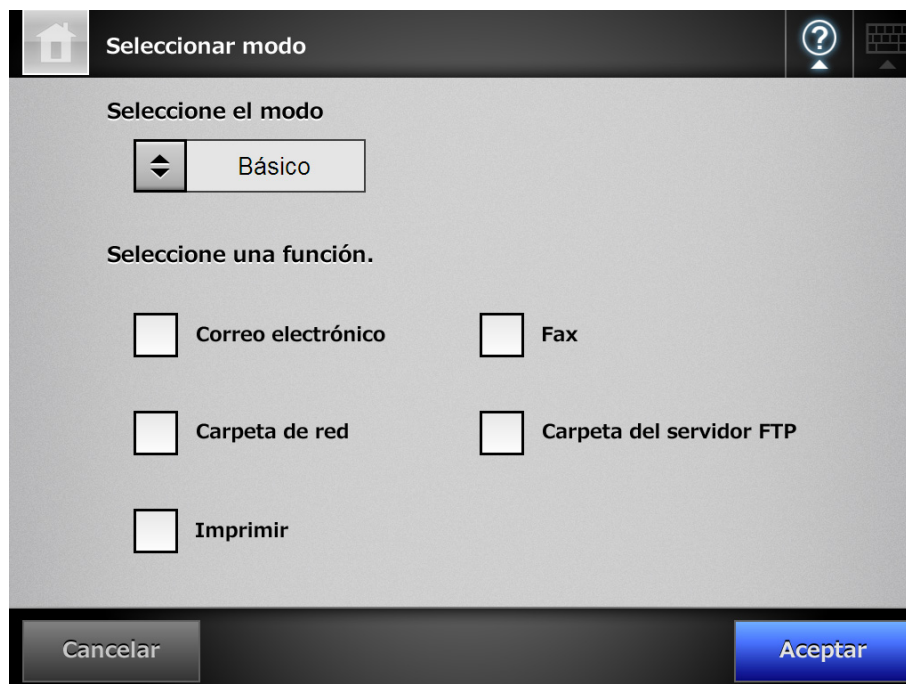 Seleccionar modo
?
Seleccione el modo
Básico
Seleccione una función.
Correo electrónico
Fax
Carpeta de red
Carpeta del servidor FTP
Imprimir
Cancelar
Aceptar